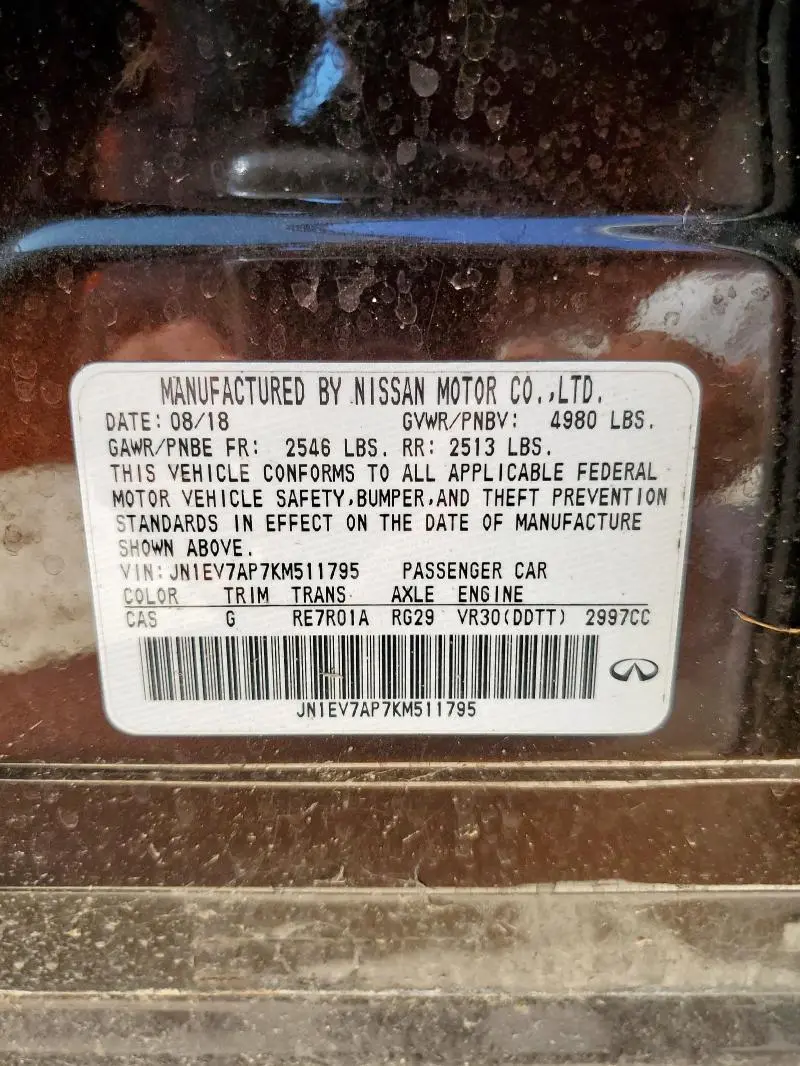 MANUFACTURED BY NISSAN MOTOR CO.,LTD.
DATE: 08/18 GVWR/PNBV: 4980 LBS.
GAWR/PNBE FR: 2546 LBS. RR: 2513 LBS.
THIS VEHICLE CONFORMS TO ALL APPLICABLE FEDERAL
MOTOR VEHICLE SAFETY,BUMPER,AND THEFT PREVENTION
STANDARDS IN EFFECT ON THE DATE OF MANUFACTURE
SHOWN ABOVE.
VIN: JN1EV7AP7KM511795 PASSENGER CAR
COLOR TRIM TRANS AXLE ENGINE
CAS G RE7R01A RG29 VR30(DDTT) 2997CC
JN1EV7AP7KM511795